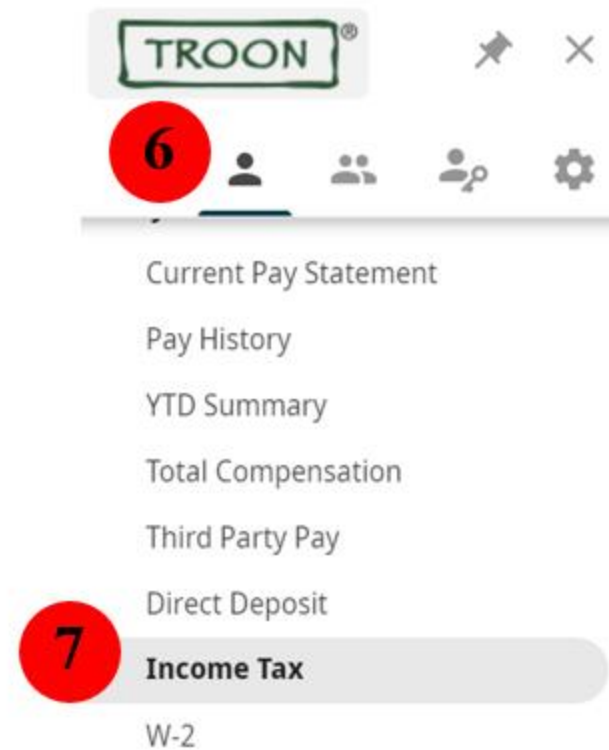 TROON®
6
Current Pay Statement
Pay History
YTD Summary
Total Compensation
Third Party Pay
Direct Deposit
7
Income Tax
W-2